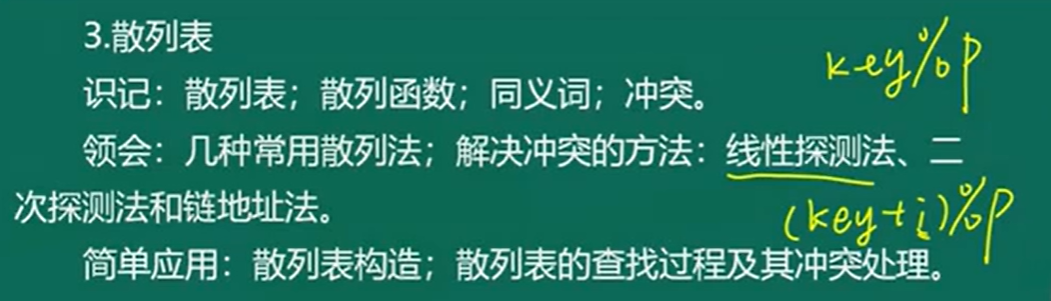 3.散列表
key%p
识记：散列表；散列函数；同义词；冲突。
领会：几种常用散列法；解决冲突的方法：线性探测法、二
次探测法和链地址法。
(key+i)%p
简单应用：散列表构造；散列表的查找过程及其冲突处理。